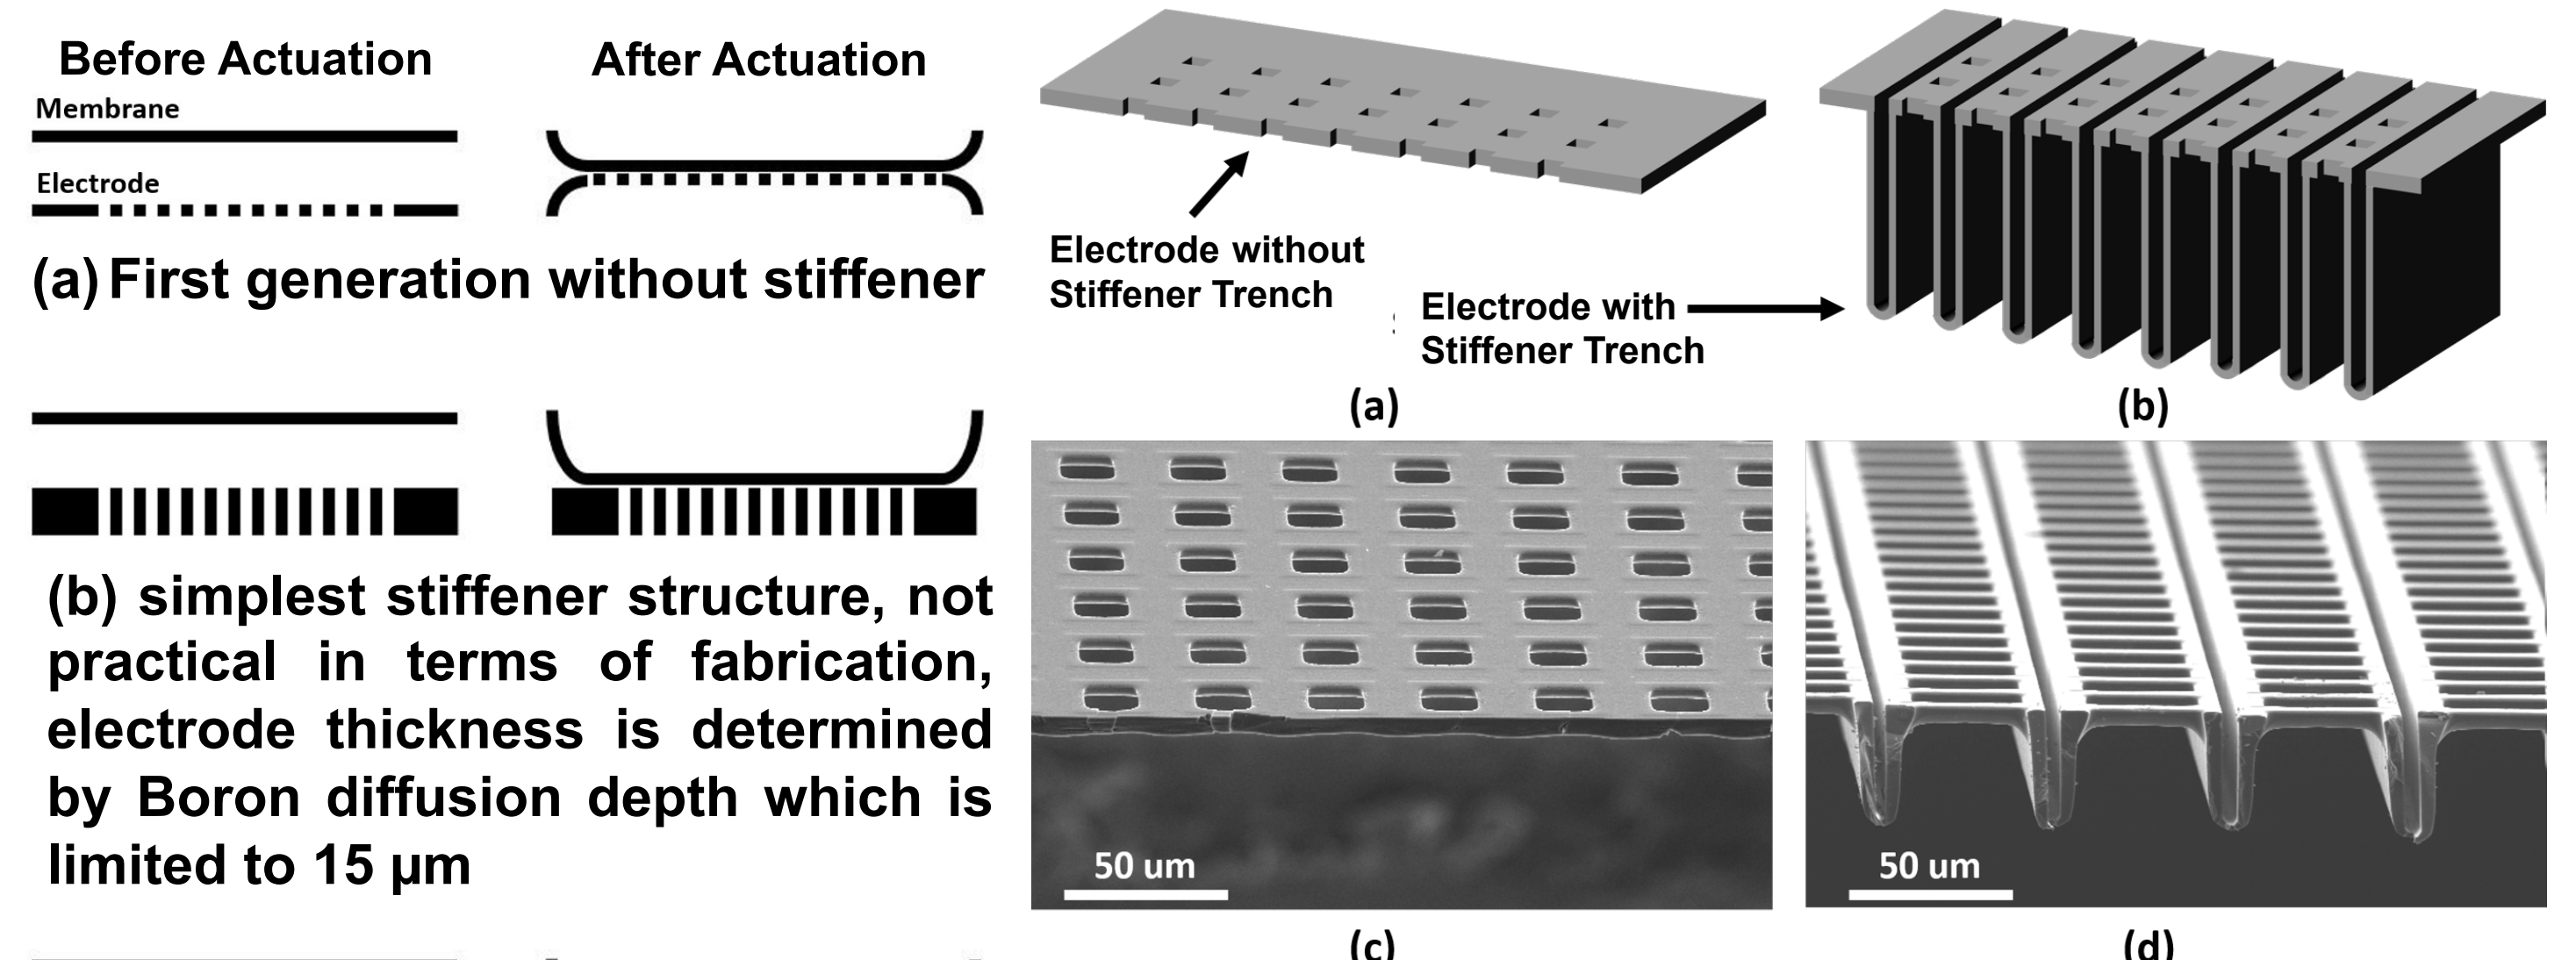 Before Actuation
After Actuation
Membrane
Electrode
(a) First generation without stiffener
(b) simplest stiffener structure, not
practical in terms of fabrication,
electrode thickness is determined
by Boron diffusion depth which is
limited to 15 µm
Electrode without
Stiffener Trench
Electrode with
Stiffener Trench
(a)
(b)
50 um
50 um
(c)
(d)